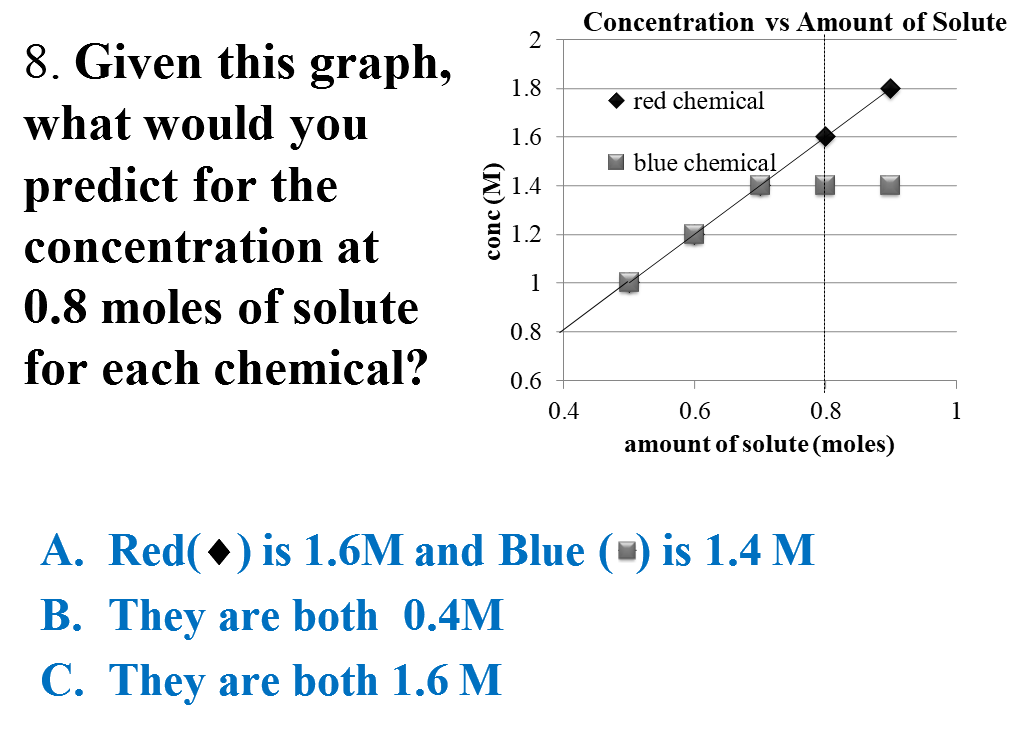 8. Given this graph,
what would you
predict for the
concentration at
0.8 moles of solute
for each chemical?
Concentration vs Amount of Solute
2
1.8
1.6
1.4
1.2
1
0.8
0.6
conc (M)
red chemical
blue chemical
0.4 0.6 0.8 1
amount of solute (moles)
A. Red(◆) is 1.6M and Blue (■) is 1.4 M
B. They are both 0.4M
C. They are both 1.6 M